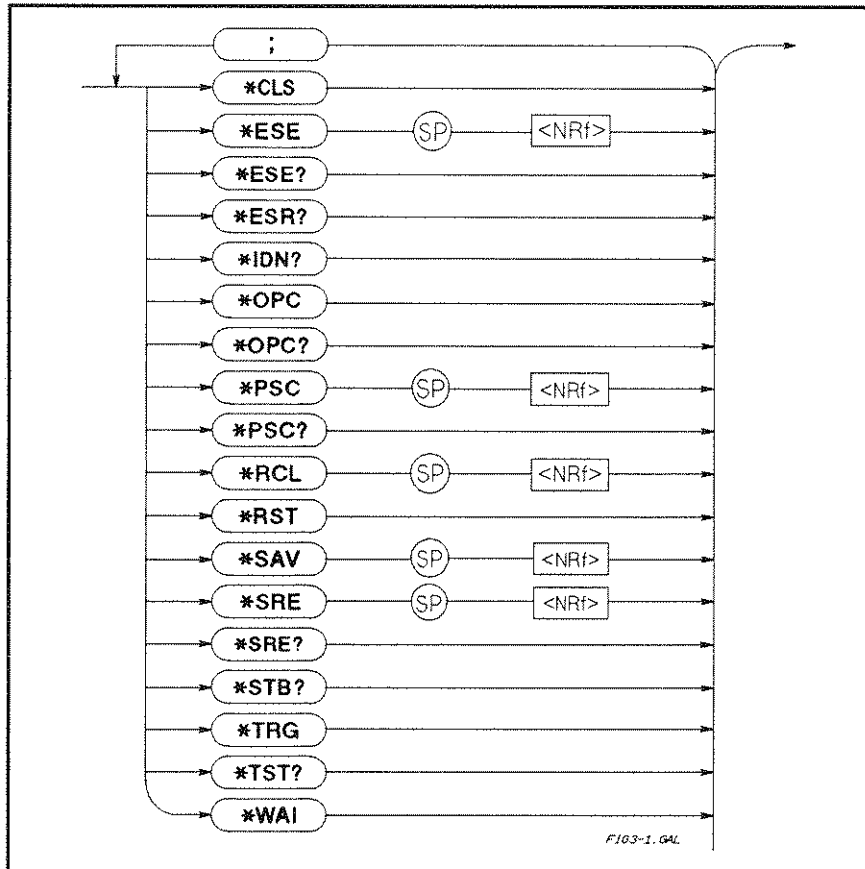 ;
*CLS
*ESE SP <NRf>
*ESE?
*ESR?
*IDN?
*OPC
*OPC?
*PSC SP <NRf>
*PSC?
*RCL SP <NRf>
*RST
*SAV SP <NRf>
*SRE SP <NRf>
*SRE?
*STB?
*TRG
*TST?
*WAI
FIG3-1.GAL